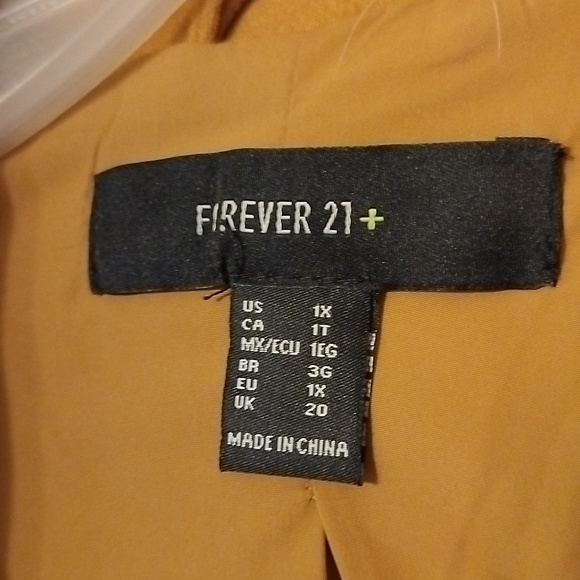 FOREVER 21+
US 1X
CA 1T
MX/ECU 1EG
BR 3G
EU 1X
UK 20
MADE IN CHINA